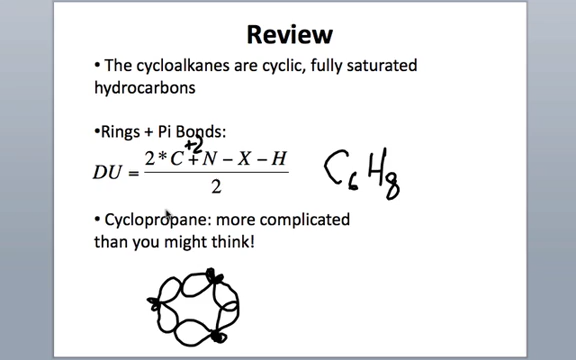 Review
• The cycloalkanes are cyclic, fully saturated
hydrocarbons
•Rings + Pi Bonds:
+2
DU = 2*C+N−X−H / 2
C6H8
• Cyclopropane: more complicated
than you might think!